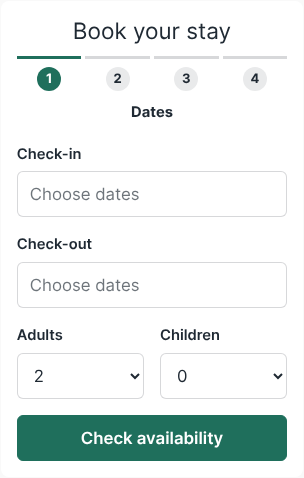 Book your stay
1 2 3 4
Dates
Check-in
Choose dates
Check-out
Choose dates
Adults Children
2 0
Check availability